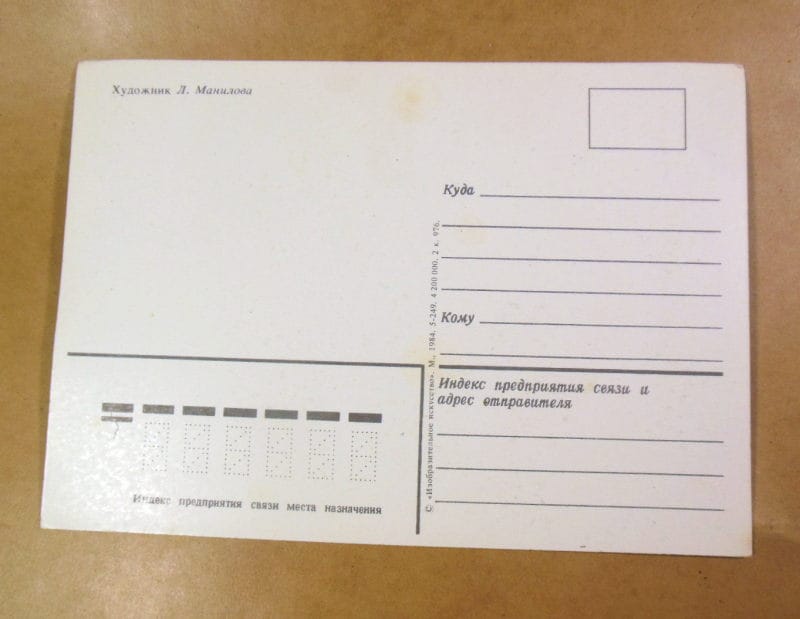 Художник Л. Манилова
Куда
Кому
Индекс предприятия связи и
адрес отправителя
Индекс предприятия связи места назначения
© «Изобразительное искусство». М., 1984. 5-249. 4 200 000. 2 к. 976.